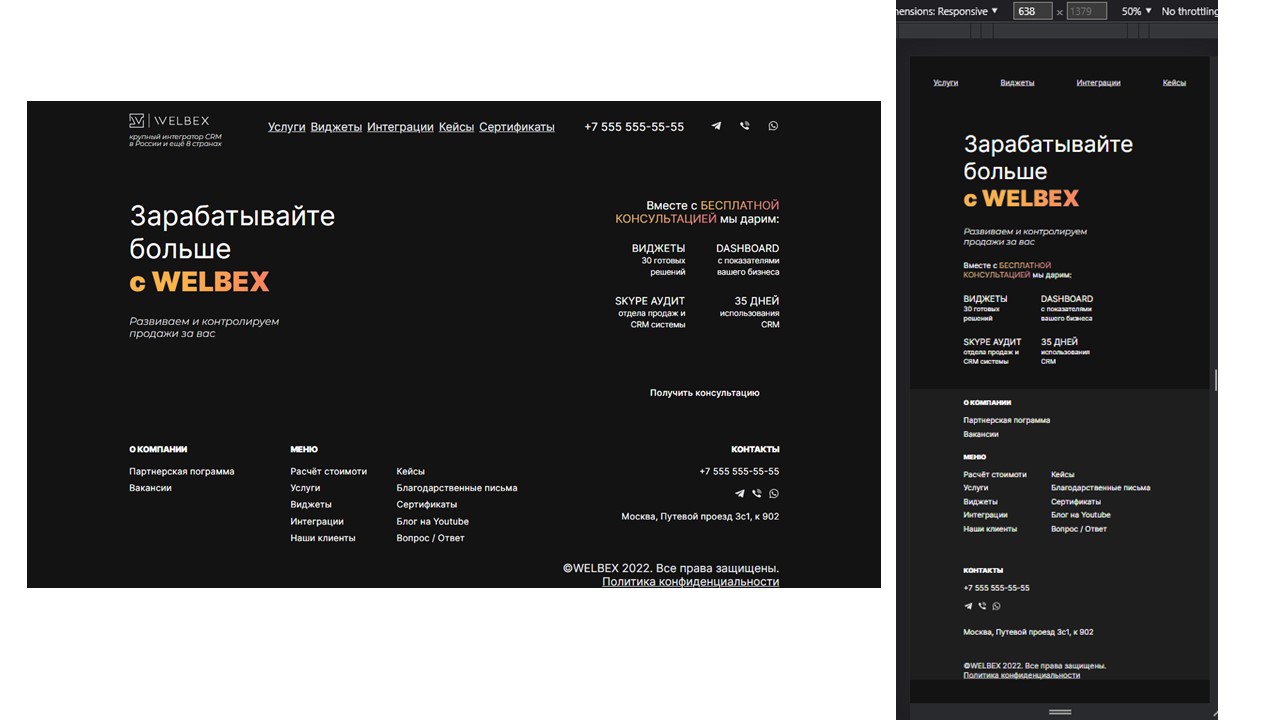 WELBEX
крупный интегратор CRM
в России и ещё 8 странах
Услуги Виджеты Интеграции Кейсы Сертификаты
+7 555 555-55-55
Зарабатывайте
больше
с WELBEX
Развиваем и контролируем
продажи за вас
Вместе с БЕСПЛАТНОЙ
КОНСУЛЬТАЦИЕЙ мы дарим:
ВИДЖЕТЫ
30 готовых
решений
DASHBOARD
с показателями
вашего бизнеса
SKYPE АУДИТ
отдела продаж и
CRM системы
35 ДНЕЙ
использования
CRM
Получить консультацию
О КОМПАНИИ
Партнерская пограмма
Вакансии
МЕНЮ
Расчёт стоимоти
Услуги
Виджеты
Интеграции
Наши клиенты
Кейсы
Благодарственные письма
Сертификаты
Блог на Youtube
Вопрос / Ответ
КОНТАКТЫ
+7 555 555-55-55
Москва, Путевой проезд 3с1, к 902
©WELBEX 2022. Все права защищены.
Политика конфиденциальности
ensions: Responsive ▼ 638 x 1379 50% ▼ No throttling
Услуги Виджеты Интеграции Кейсы
Зарабатывайте
больше
с WELBEX
Развиваем и контролируем
продажи за вас
Вместе с БЕСПЛАТНОЙ
КОНСУЛЬТАЦИЕЙ мы дарим:
ВИДЖЕТЫ
30 готовых
решений
DASHBOARD
с показателями
вашего бизнеса
SKYPE АУДИТ
отдела продаж и
CRM системы
35 ДНЕЙ
использования
CRM
О КОМПАНИИ
Партнерская пограмма
Вакансии
МЕНЮ
Расчёт стоимоти
Услуги
Виджеты
Интеграции
Наши клиенты
Кейсы
Благодарственные письма
Сертификаты
Блог на Youtube
Вопрос / Ответ
КОНТАКТЫ
+7 555 555-55-55
Москва, Путевой проезд 3с1, к 902
©WELBEX 2022. Все права защищены.
Политика конфиденциальности